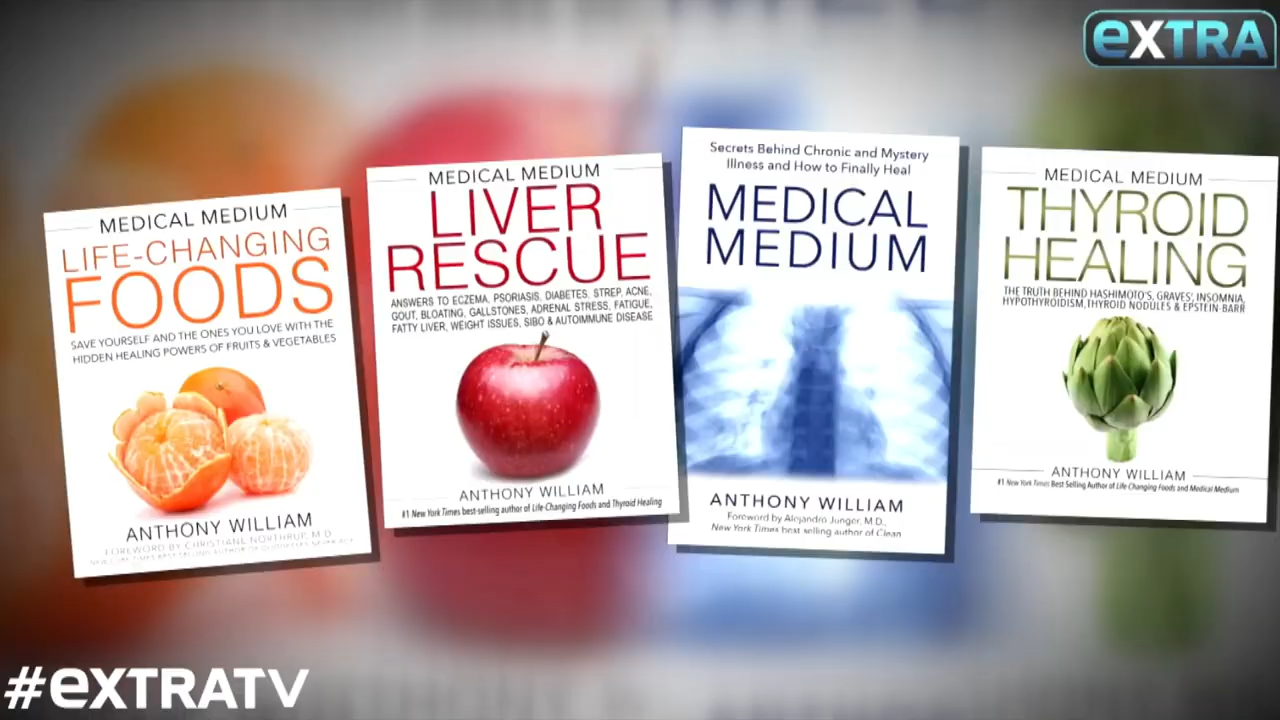 eXTRA
MEDICAL MEDIUM
LIFE-CHANGING
FOODS
SAVE YOURSELF AND THE ONES YOU LOVE WITH THE
HIDDEN HEALING POWERS OF FRUITS & VEGETABLES
ANTHONY WILLIAM
FOREWORD BY CHRISTIANE NORTHRUP, M.D.
MEDICAL MEDIUM
LIVER
RESCUE
ANSWERS TO ECZEMA, PSORIASIS, DIABETES, STREP, ACNE,
GOUT, BLOATING, GALLSTONES, ADRENAL STRESS, FATIGUE,
FATTY LIVER, WEIGHT ISSUES, SIBO & AUTOIMMUNE DISEASE
ANTHONY WILLIAM
#1 New York Times best-selling author of Life-Changing Foods and Thyroid Healing
Secrets Behind Chronic and Mystery
Illness and How to Finally Heal
MEDICAL
MEDIUM
ANTHONY WILLIAM
Foreword by Alejandro Junger, M.D.,
New York Times best-selling author of Clean
MEDICAL MEDIUM
THYROID
HEALING
THE TRUTH BEHIND HASHIMOTO'S, GRAVES', INSOMNIA,
HYPOTHYROIDISM, THYROID NODULES & EPSTEIN-BARR
ANTHONY WILLIAM
#1 New York Times Best Selling Author of Life-Changing Foods and Medical Medium
#eXTRATV